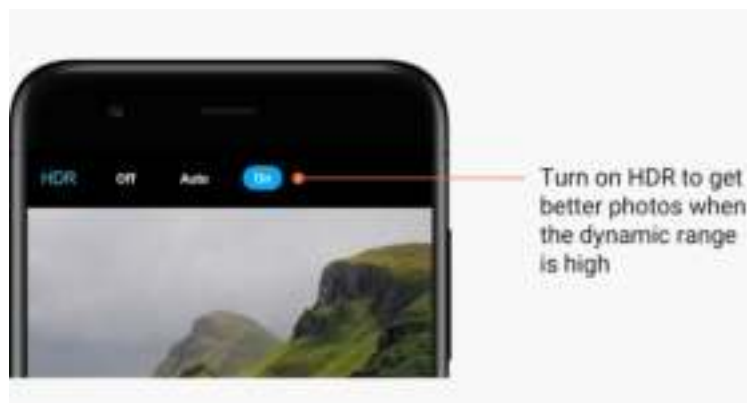 HDR Off Auto On
Turn on HDR to get
better photos when
the dynamic range
is high